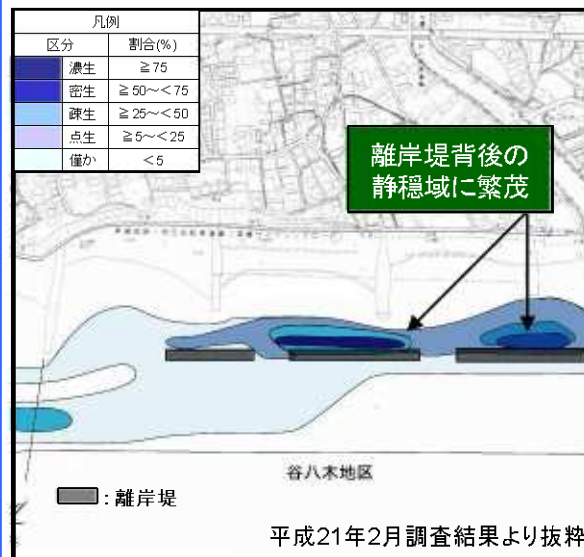 凡例
区分 割合(%)
濃生 ≧75
密生 ≧50~<75
疎生 ≧25~<50
点生 ≧5~<25
僅か <5
離岸堤背後の
静穏域に繁茂
谷八木地区
:離岸堤
平成21年2月調査結果より抜粋